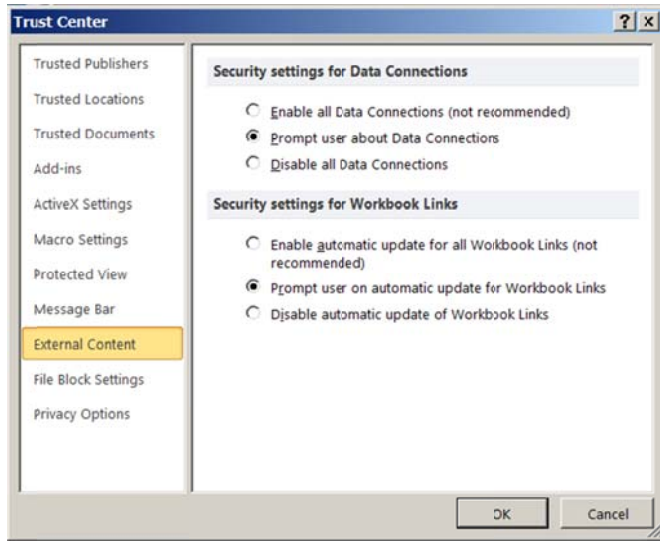 Trust Center
Trusted Publishers
Trusted Locations
Trusted Documents
Add-ins
ActiveX Settings
Macro Settings
Protected View
Message Bar
External Content
File Block Settings
Privacy Options
Security settings for Data Connections
Enable all Data Connections (not recommended)
Prompt user about Data Connections
Disable all Data Connections
Security settings for Workbook Links
Enable automatic update for all Workbook Links (not
recommended)
Prompt user on automatic update for Workbook Links
Disable automatic update of Workbook Links
OK
Cancel